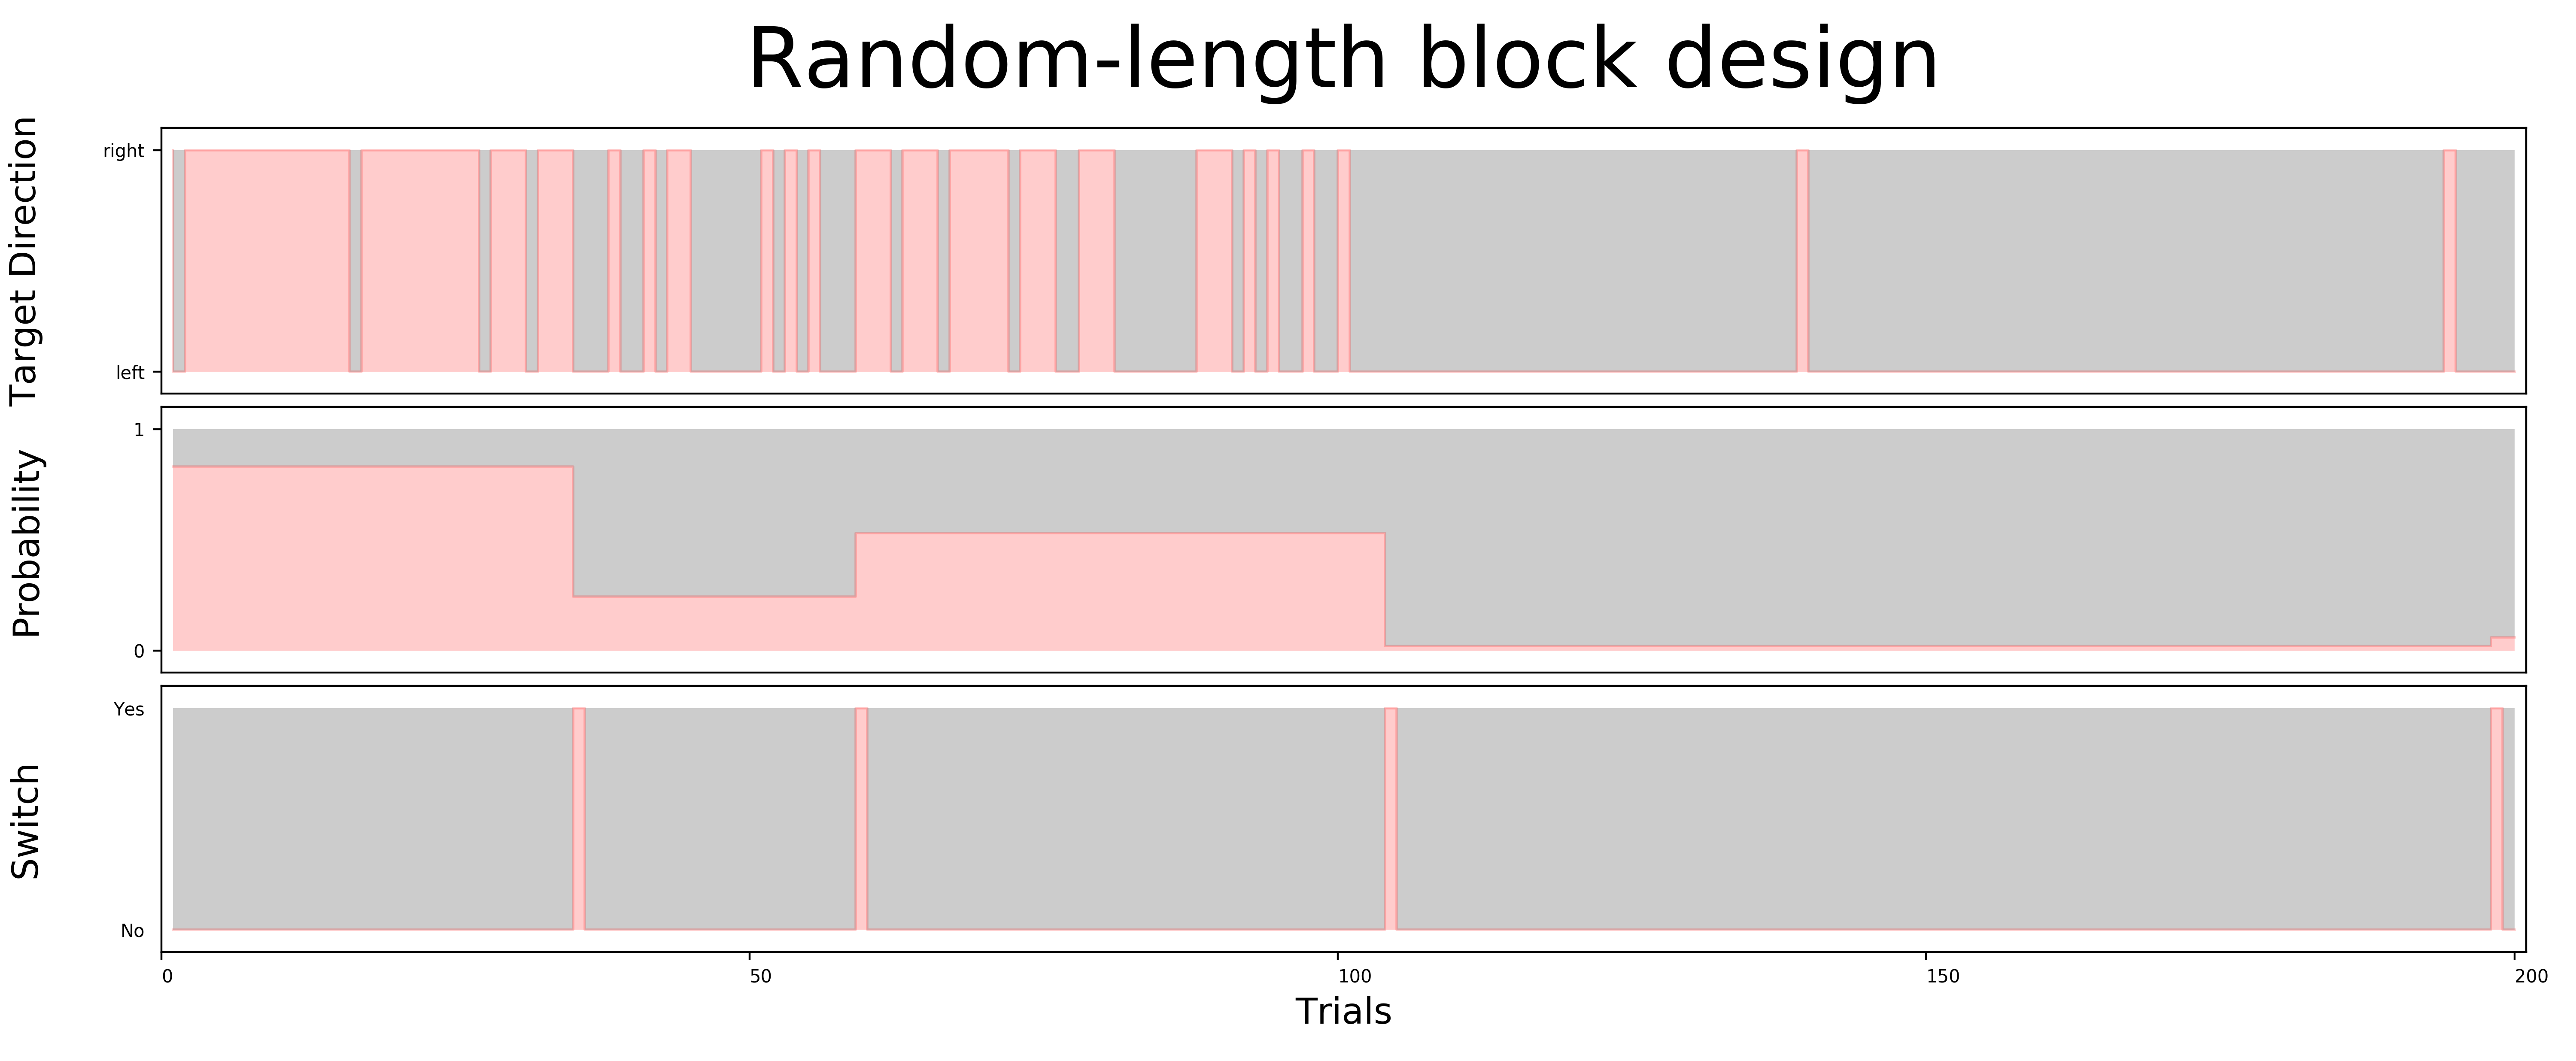 Random-length block design
Target Direction
right
left
Probability
1
0
Switch
Yes
No
0 50 100 150 200
Trials